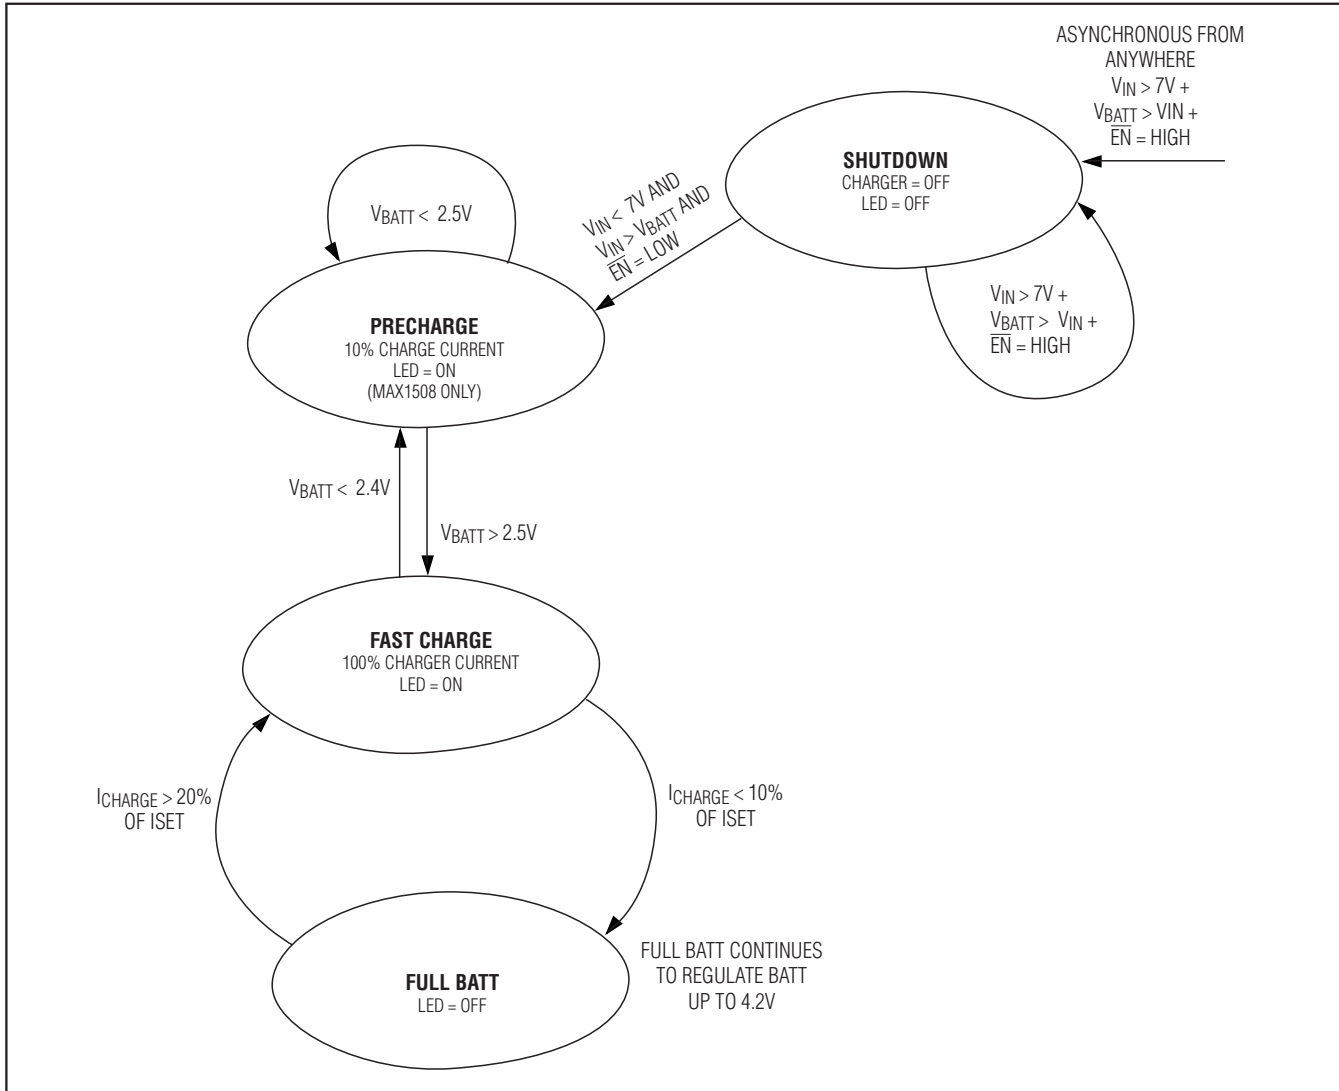 ASYNCHRONOUS FROM
ANYWHERE
VIN > 7V +
VBATT > VIN +
E̅N̅ = HIGH
SHUTDOWN
CHARGER = OFF
LED = OFF
VIN < 7V AND
VIN > VBATT AND
E̅N̅ = LOW
VIN > 7V +
VBATT > VIN +
E̅N̅ = HIGH
VBATT < 2.5V
PRECHARGE
10% CHARGE CURRENT
LED = ON
(MAX1508 ONLY)
VBATT < 2.4V
VBATT > 2.5V
FAST CHARGE
100% CHARGER CURRENT
LED = ON
ICHARGE > 20%
OF ISET
ICHARGE < 10%
OF ISET
FULL BATT
LED = OFF
FULL BATT CONTINUES
TO REGULATE BATT
UP TO 4.2V